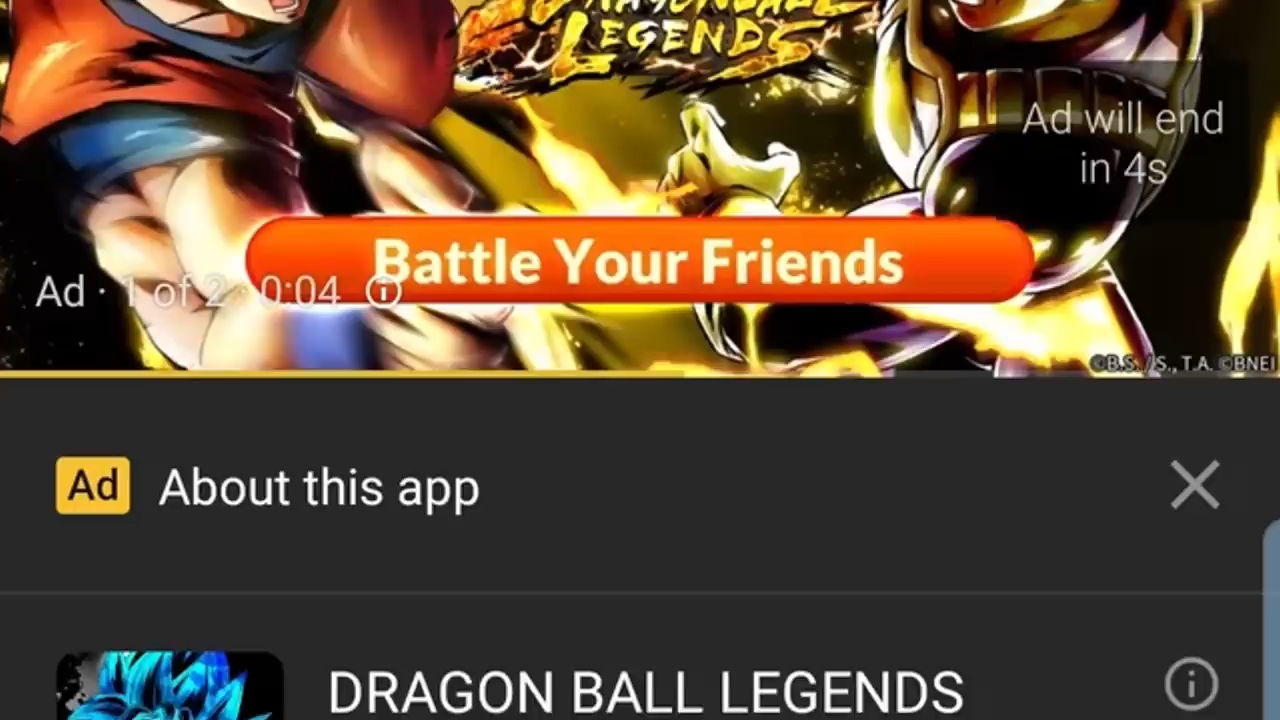 DRAGONBALL
LEGENDS
Ad will end
in 4s
Battle Your Friends
Ad · 1 of 2 · 0:04
©B.S./S., T.A. ©BNEI
Ad About this app
DRAGON BALL LEGENDS